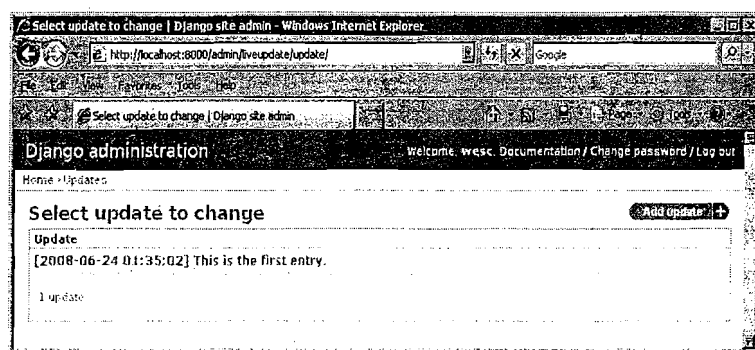 Select update to change | Django site admin - Windows Internet Explorer
http://localhost:8000/admin/liveupdate/update/
Google
File Edit View Favorites Tools Help
Select update to change | Django site admin
Page Tools
Django administration
Welcome, wesc. Documentation / Change password / Log out
Home › Updates
Select update to change
Add update +
Update
[2008-06-24 01:35:02] This is the first entry.
1 update